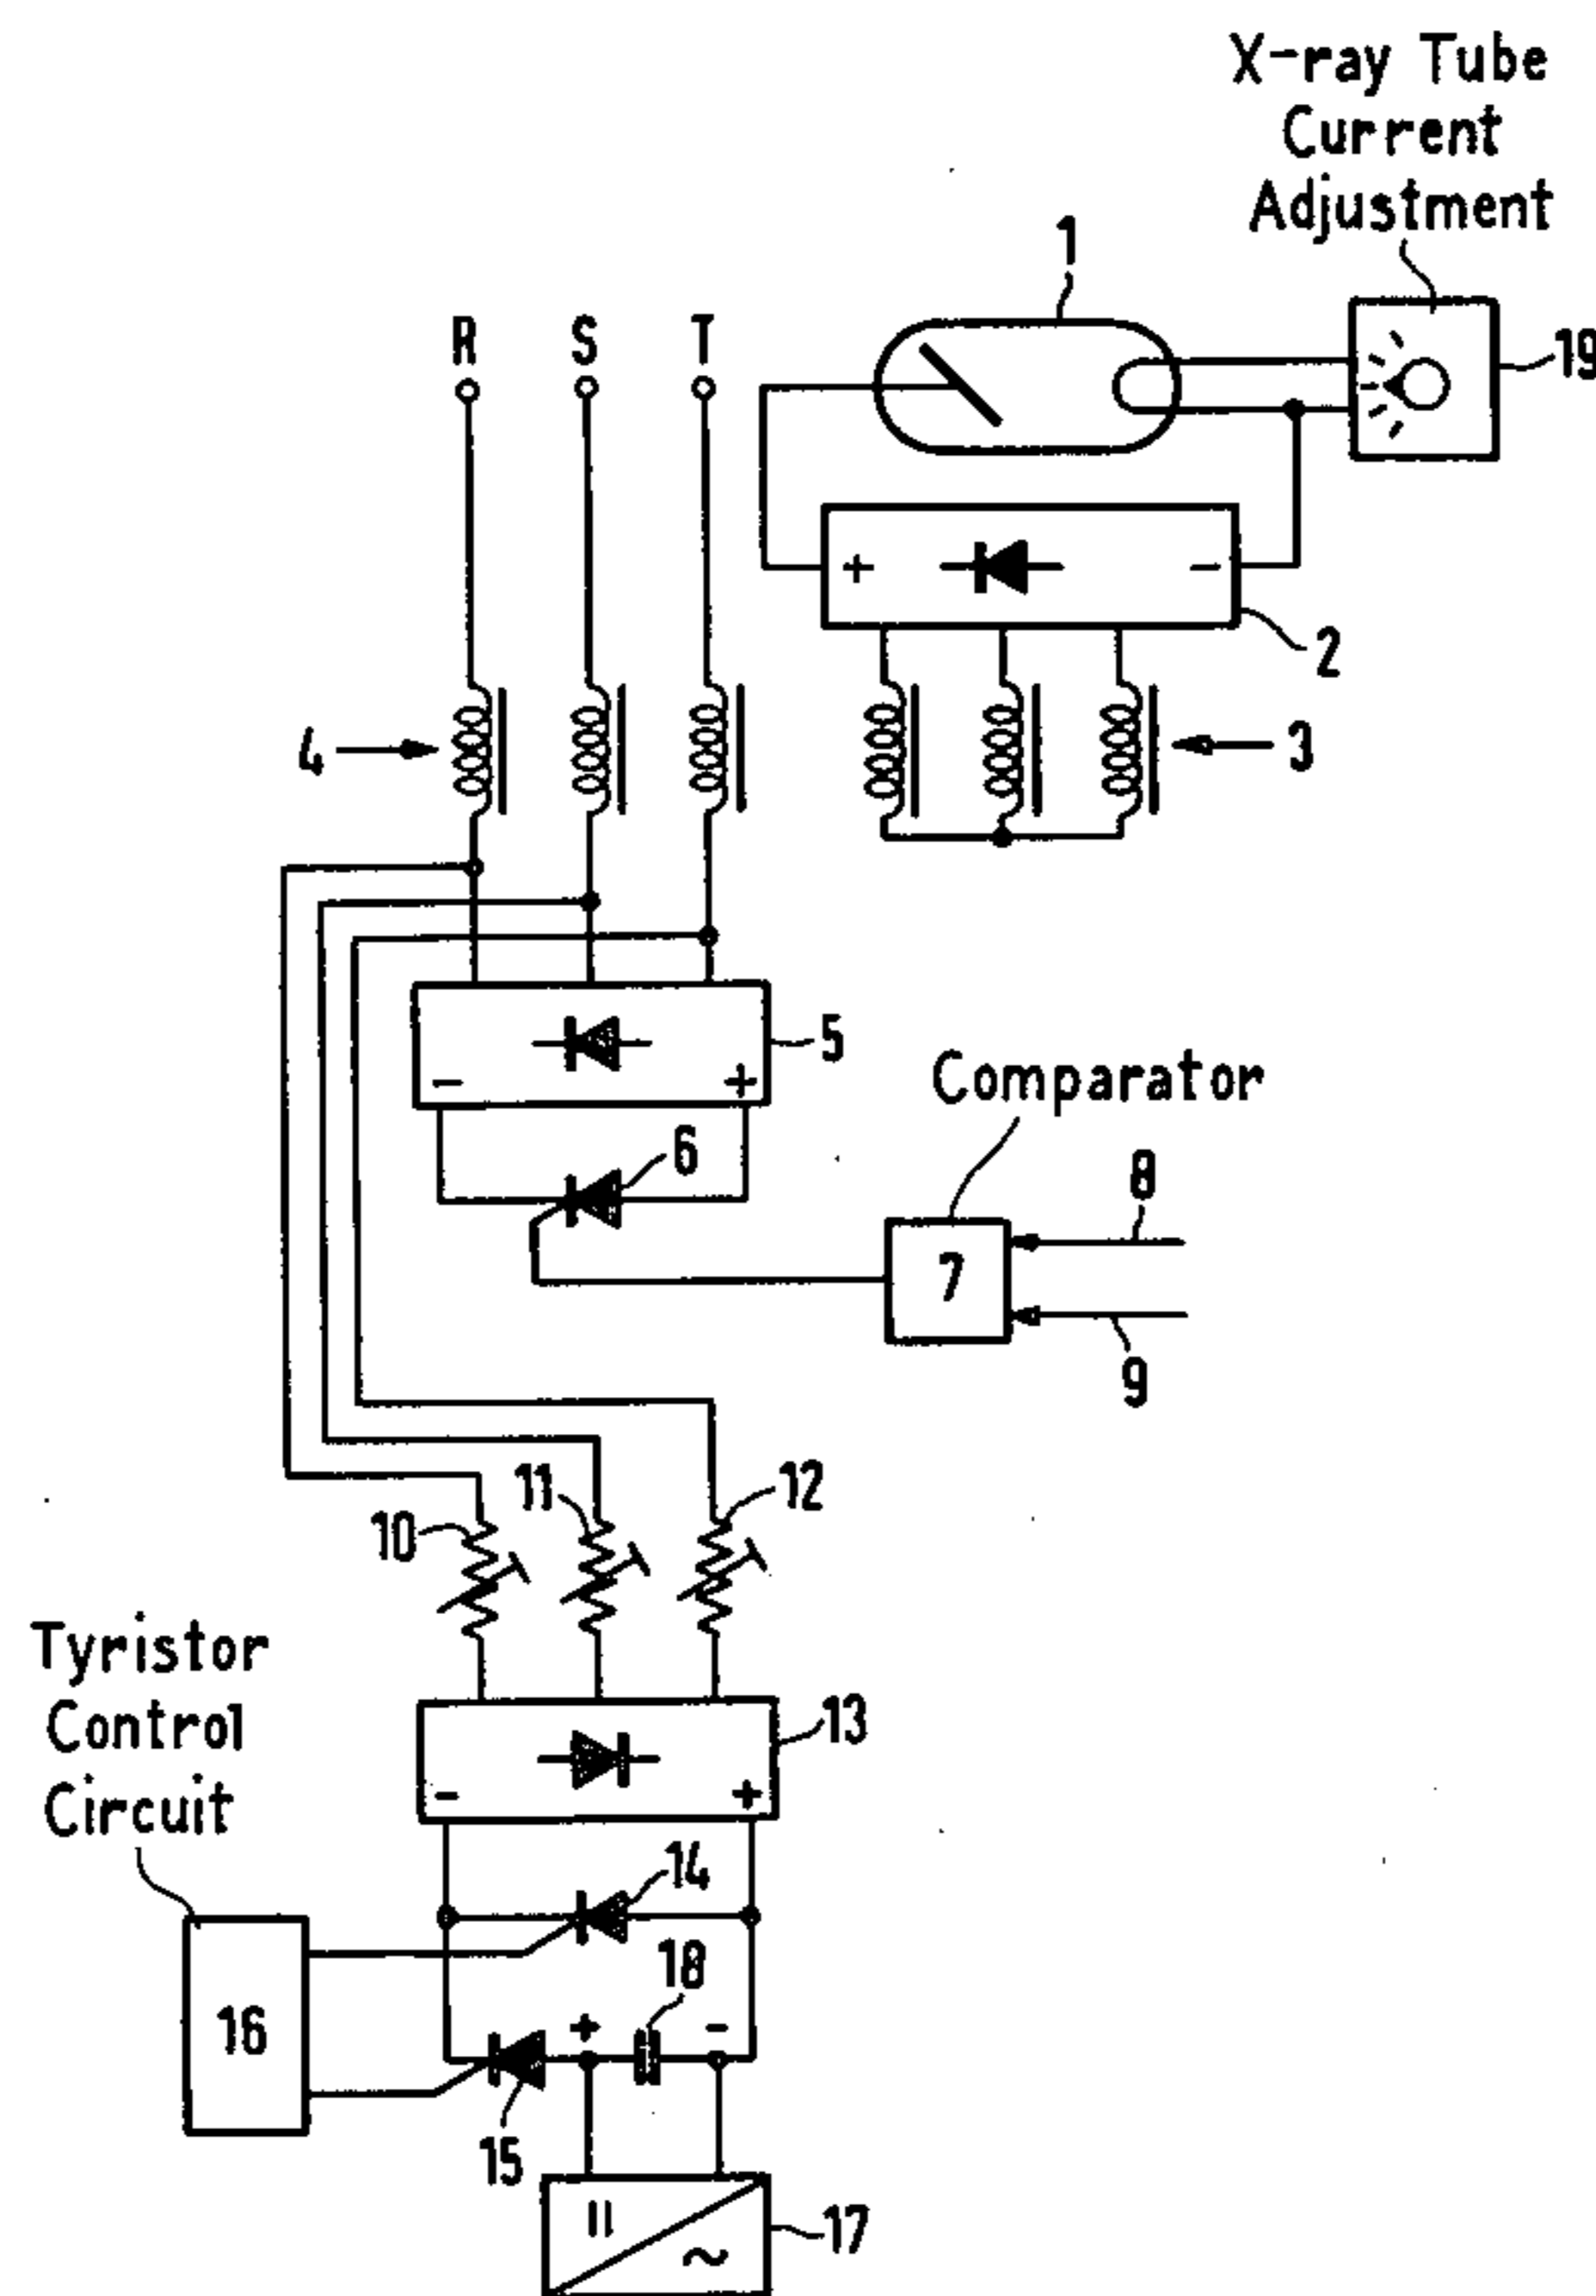 X-ray Tube
Current
Adjustment
1
R S T
19
2
4
3
5
Comparator
6
8
7
9
12
11
10
Tyristor
Control
Circuit
13
- +
14
18
16
+ -
15
17